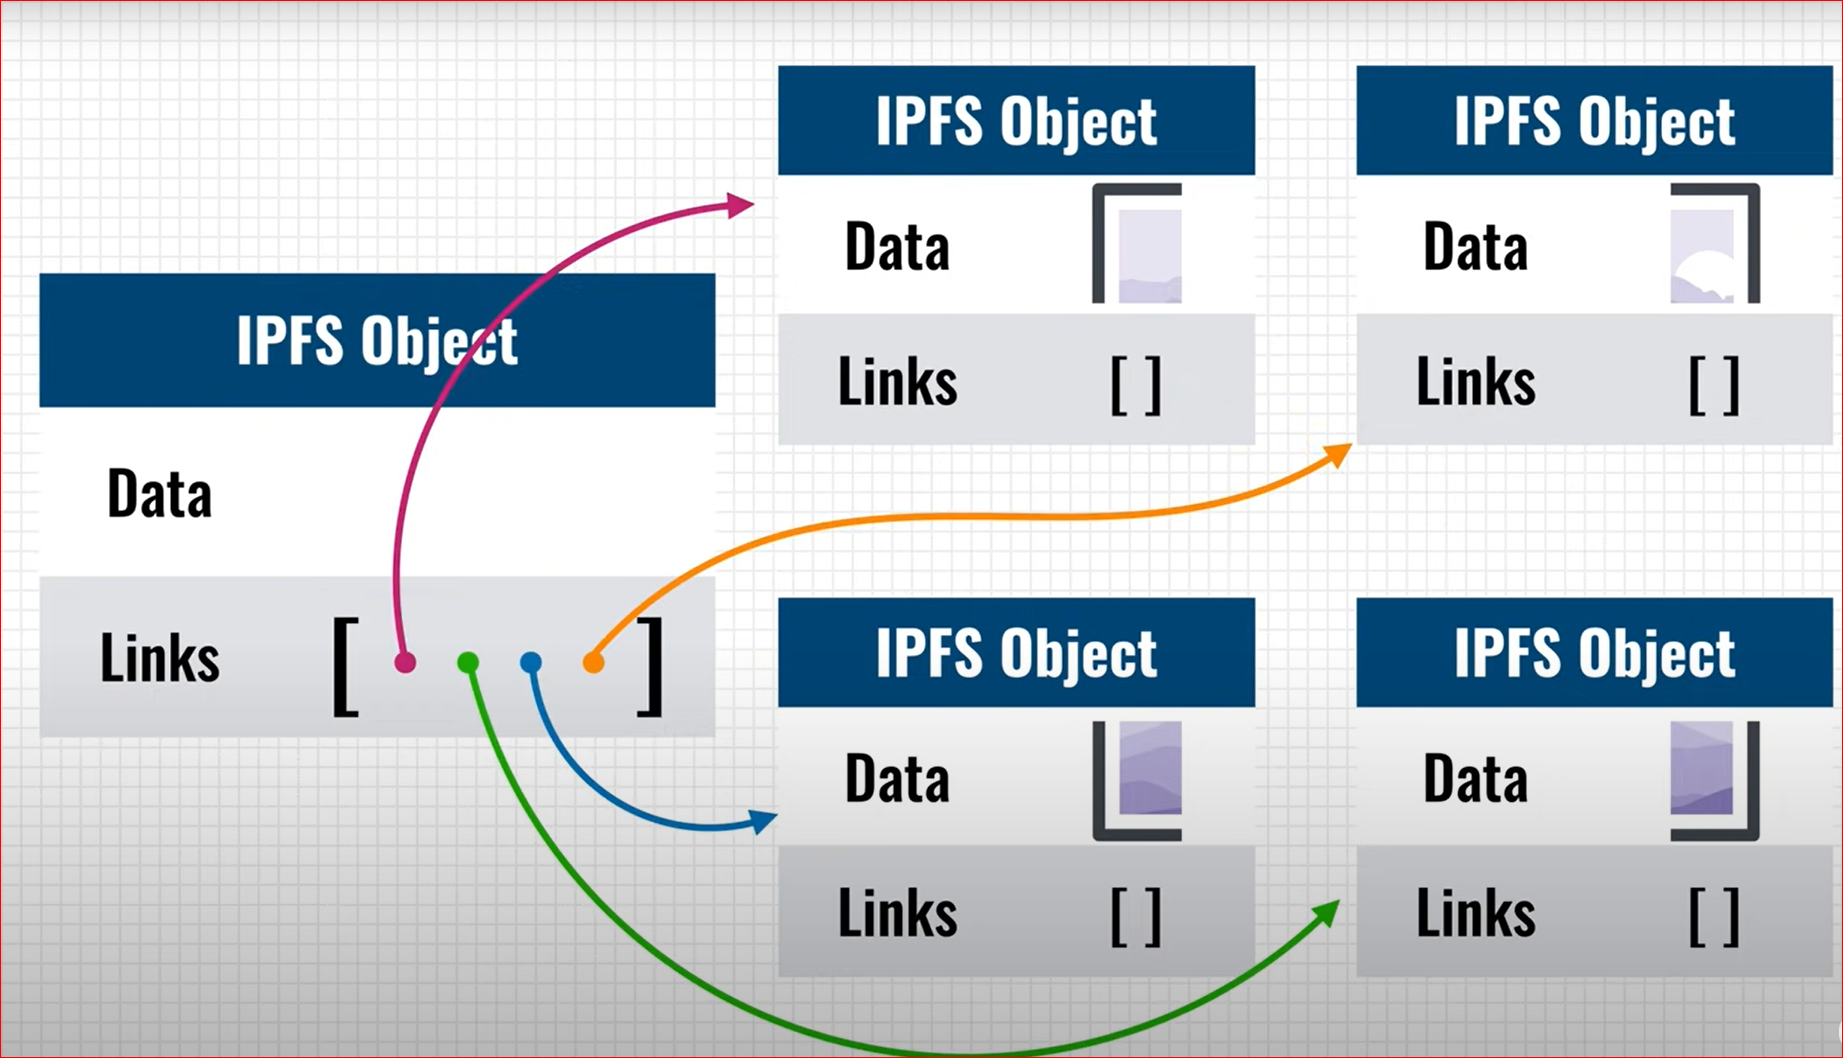 IPFS Object
Data
Links [ ]
IPFS Object
Data
Links [ ]
IPFS Object
Data
Links [ ]
IPFS Object
Data
Links [ ]
IPFS Object
Data
Links [ ]